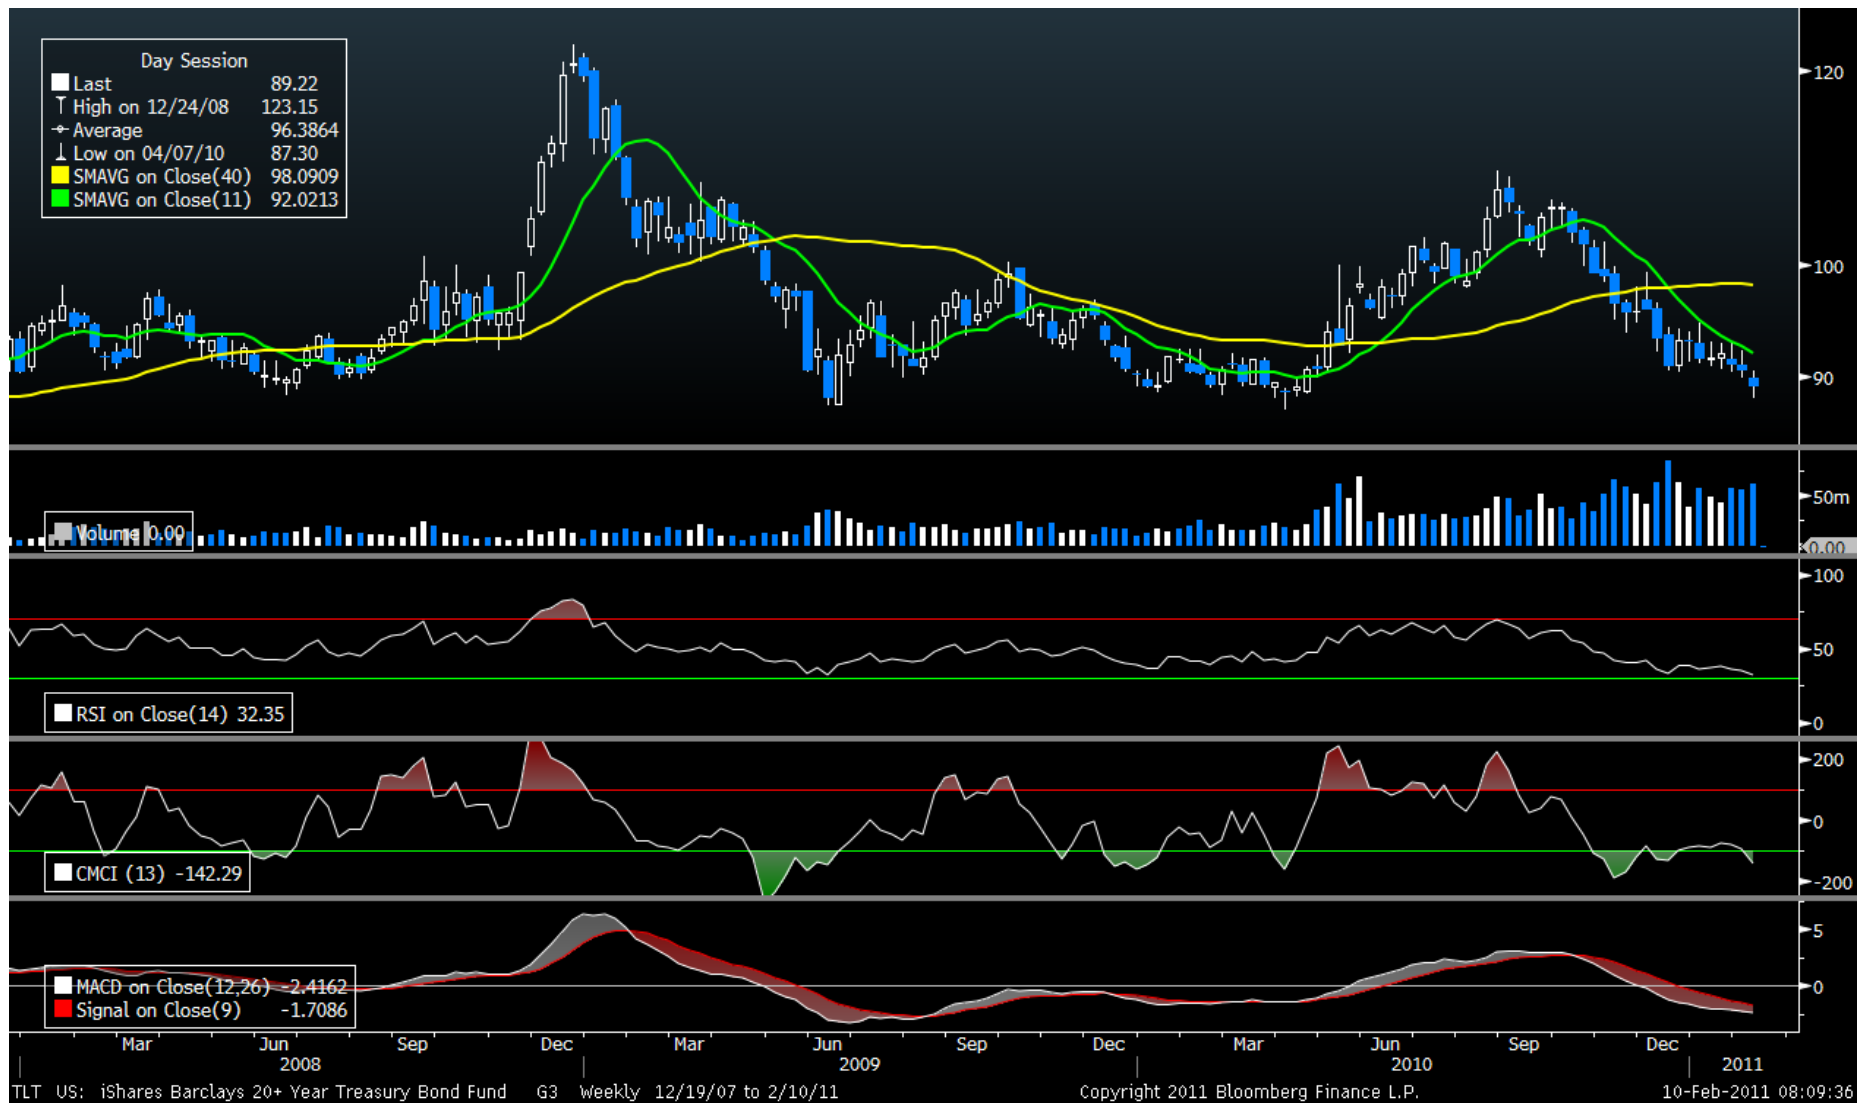 Day Session
Last 89.22
High on 12/24/08 123.15
Average 96.3864
Low on 04/07/10 87.30
SMAVG on Close(40) 98.0909
SMAVG on Close(11) 92.0213
120
100
90
50m
Volume 0.00
0.00
100
50
RSI on Close(14) 32.35
0
200
0
CMCI (13) -142.29
-200
5
MACD on Close(12,26) -2.4162
0
Signal on Close(9) -1.7086
Mar Jun Sep Dec Mar Jun Sep Dec Mar Jun Sep Dec
2008 2009 2010 2011
TLT US: iShares Barclays 20+ Year Treasury Bond Fund G3 Weekly 12/19/07 to 2/10/11 Copyright 2011 Bloomberg Finance L.P. 10-Feb-2011 08:09:36